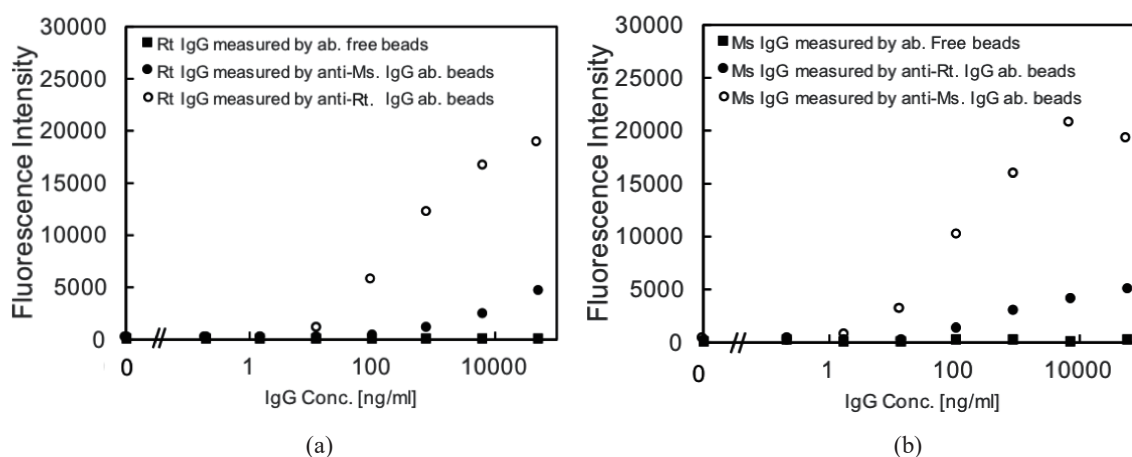 30000
25000
20000
15000
10000
5000
0
Fluorescence Intensity
Rt IgG measured by ab. free beads
Rt IgG measured by anti-Ms. IgG ab. beads
Rt IgG measured by anti-Rt. IgG ab. beads
0 1 100 10000
IgG Conc. [ng/ml]
(a)
30000
25000
20000
15000
10000
5000
0
Fluorescence Intensity
Ms IgG measured by ab. Free beads
Ms IgG measured by anti-Rt. IgG ab. beads
Ms IgG measured by anti-Ms. IgG ab. beads
0 1 100 10000
IgG Conc. [ng/ml]
(b)